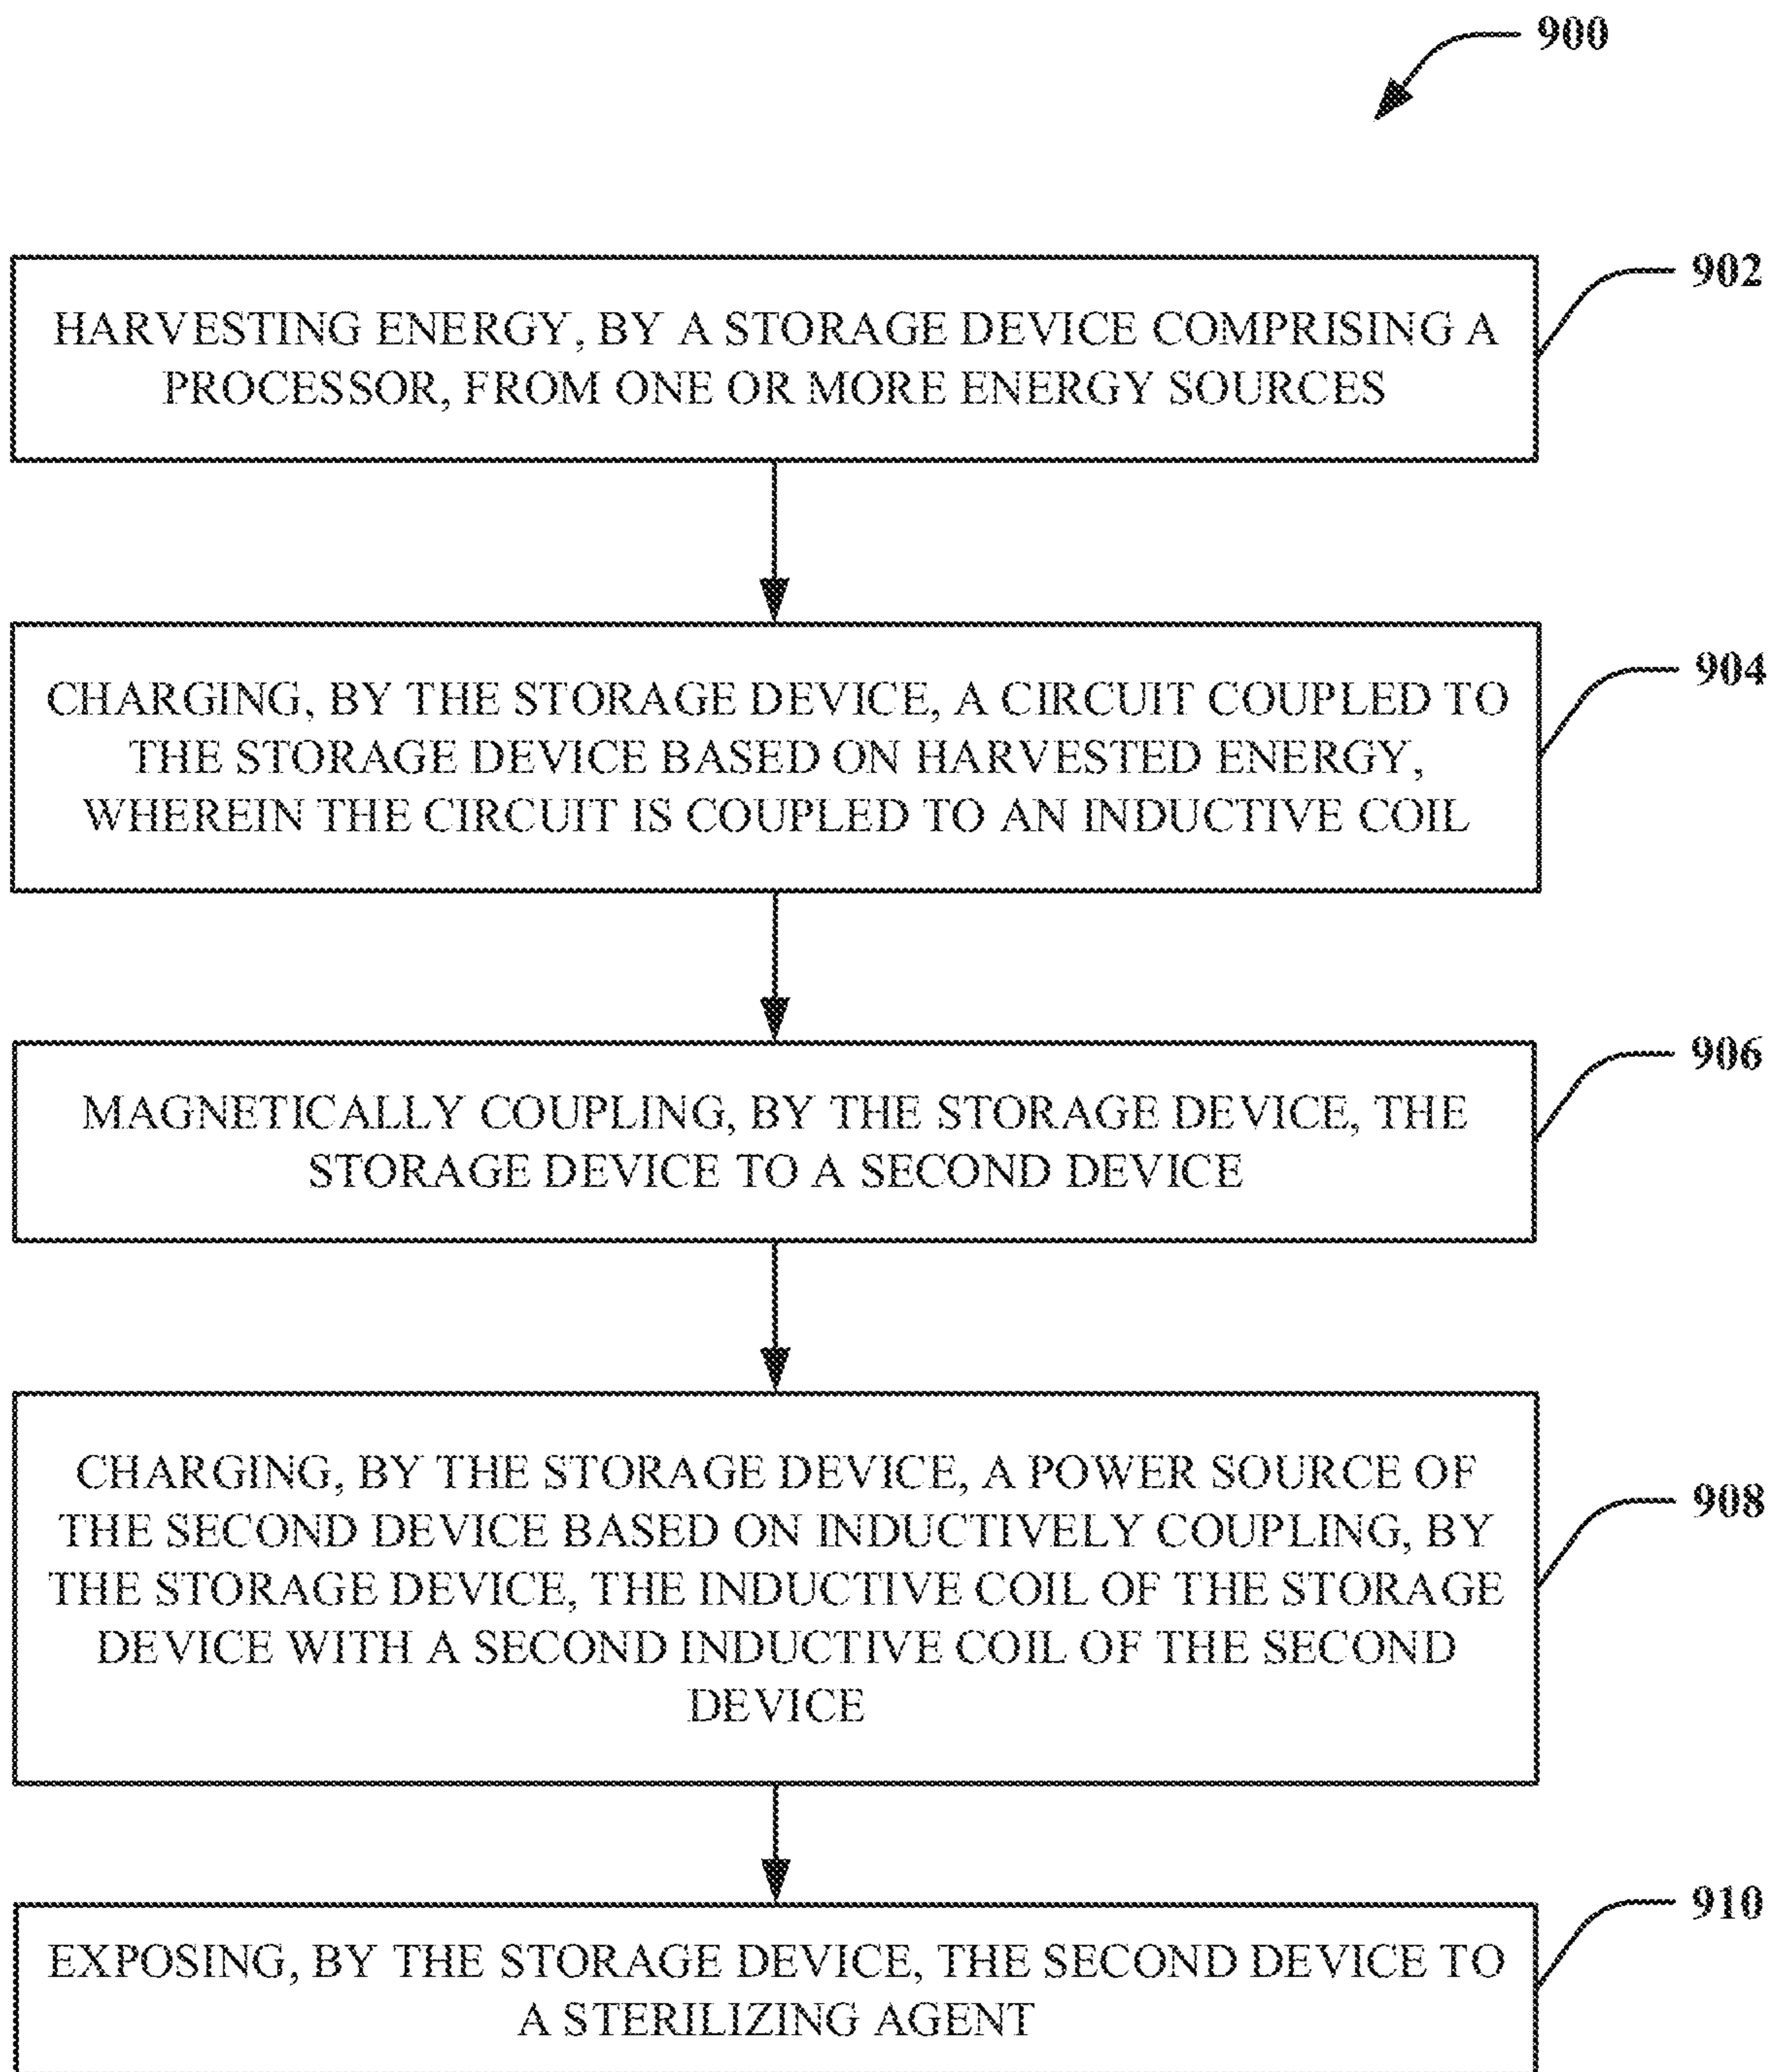 900
902
HARVESTING ENERGY, BY A STORAGE DEVICE COMPRISING A
PROCESSOR, FROM ONE OR MORE ENERGY SOURCES
904
CHARGING, BY THE STORAGE DEVICE, A CIRCUIT COUPLED TO
THE STORAGE DEVICE BASED ON HARVESTED ENERGY,
WHEREIN THE CIRCUIT IS COUPLED TO AN INDUCTIVE COIL
906
MAGNETICALLY COUPLING, BY THE STORAGE DEVICE, THE
STORAGE DEVICE TO A SECOND DEVICE
908
CHARGING, BY THE STORAGE DEVICE, A POWER SOURCE OF
THE SECOND DEVICE BASED ON INDUCTIVELY COUPLING, BY
THE STORAGE DEVICE, THE INDUCTIVE COIL OF THE STORAGE
DEVICE WITH A SECOND INDUCTIVE COIL OF THE SECOND
DEVICE
910
EXPOSING, BY THE STORAGE DEVICE, THE SECOND DEVICE TO
A STERILIZING AGENT